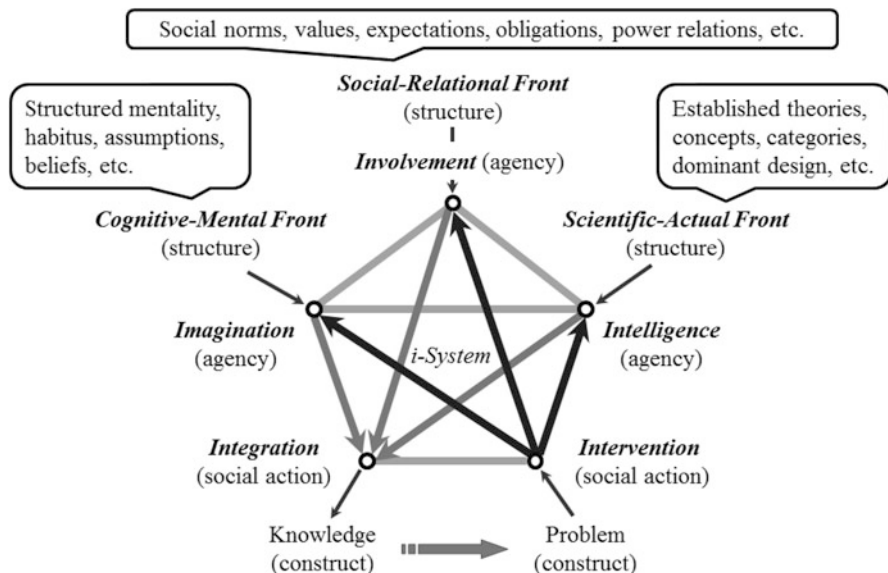 Social norms, values, expectations, obligations, power relations, etc.
Social-Relational Front
(structure)
Structured mentality,
habitus, assumptions,
beliefs, etc.
Established theories,
concepts, categories,
dominant design, etc.
Involvement (agency)
Cognitive-Mental Front
(structure)
Scientific-Actual Front
(structure)
Imagination
(agency)
i-System
Intelligence
(agency)
Integration
(social action)
Intervention
(social action)
Knowledge
(construct)
Problem
(construct)